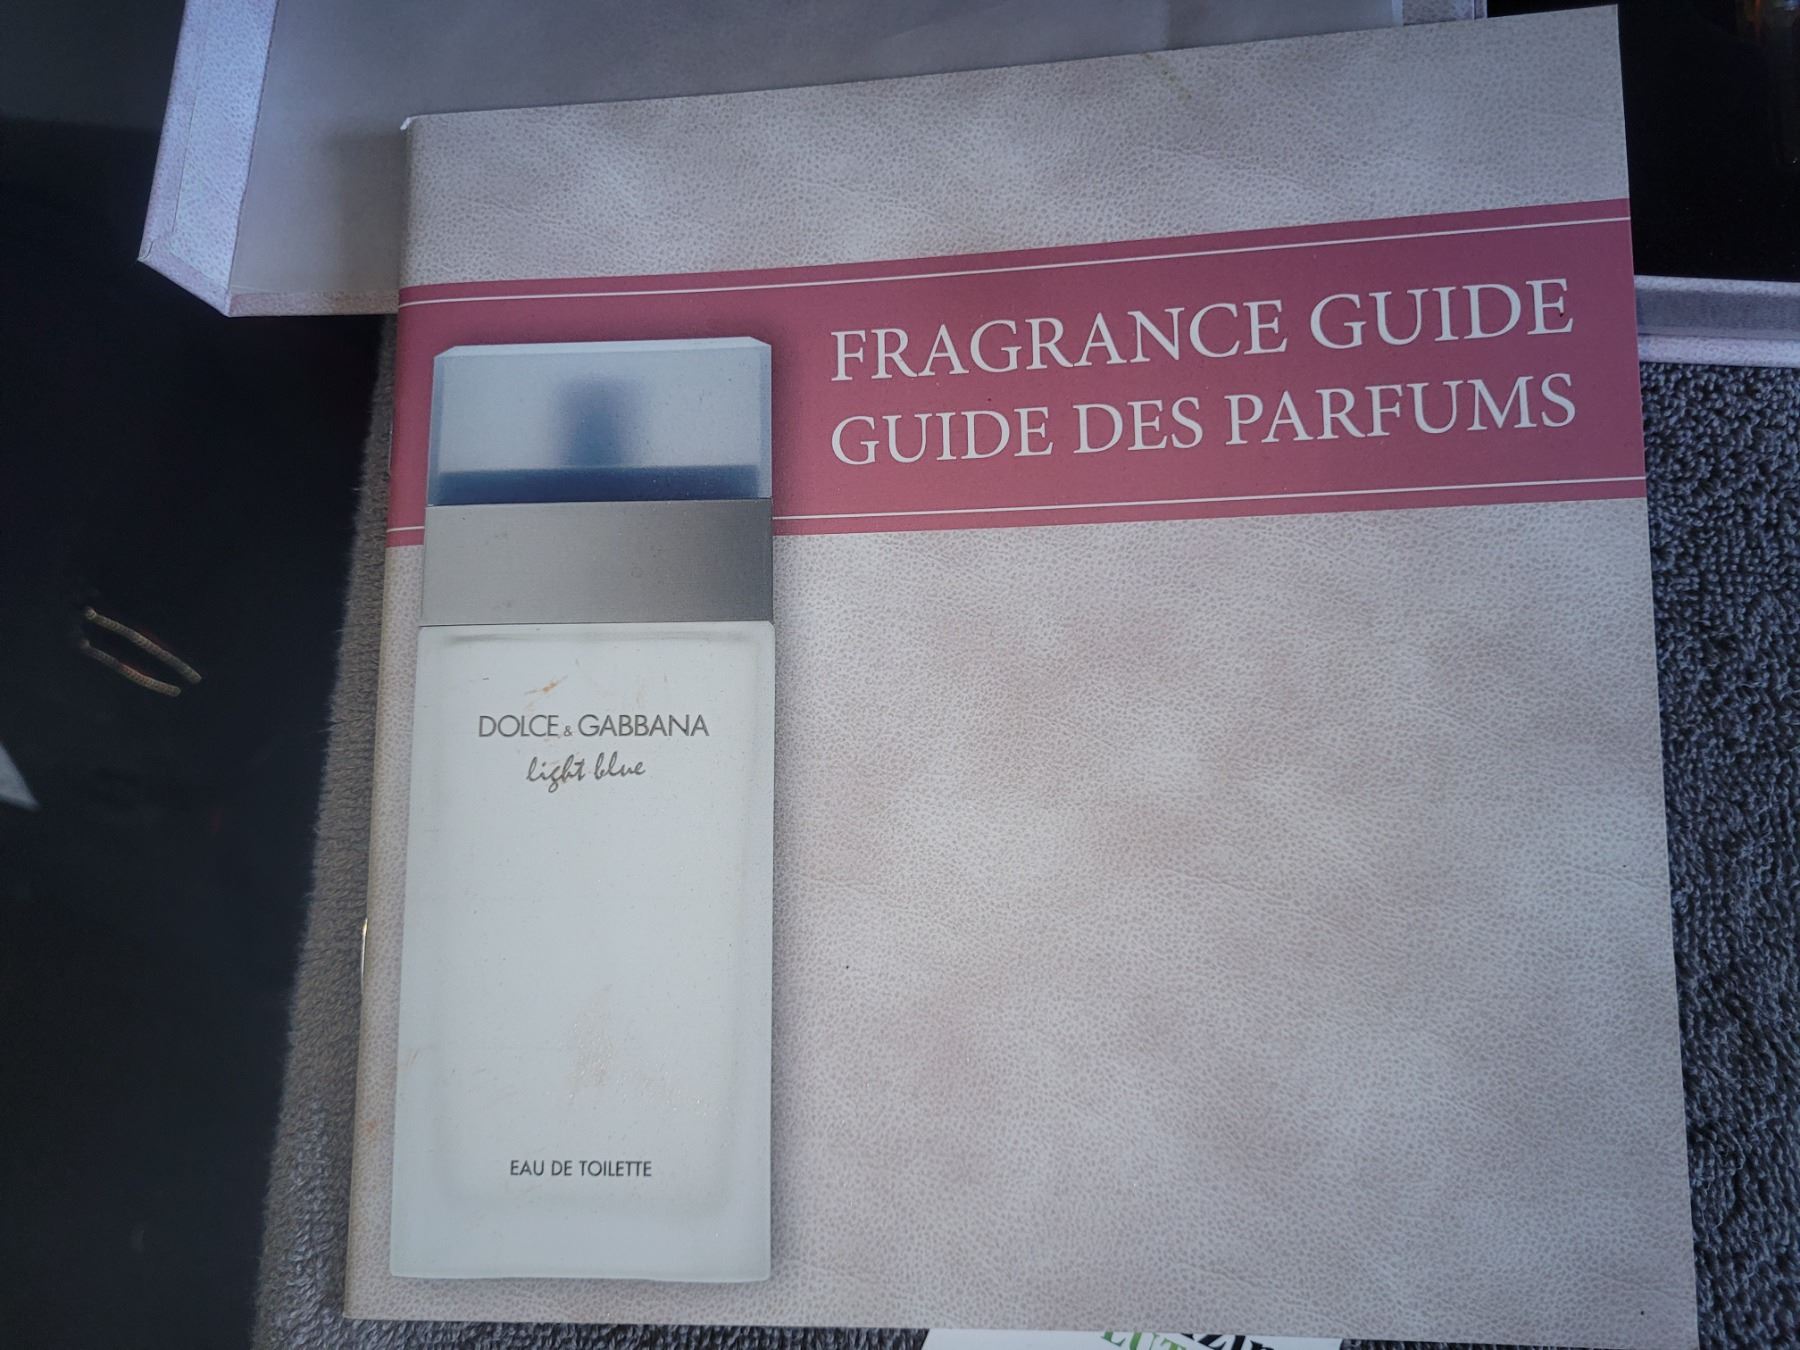 FRAGRANCE GUIDE
GUIDE DES PARFUMS
DOLCE & GABBANA
light blue
EAU DE TOILETTE